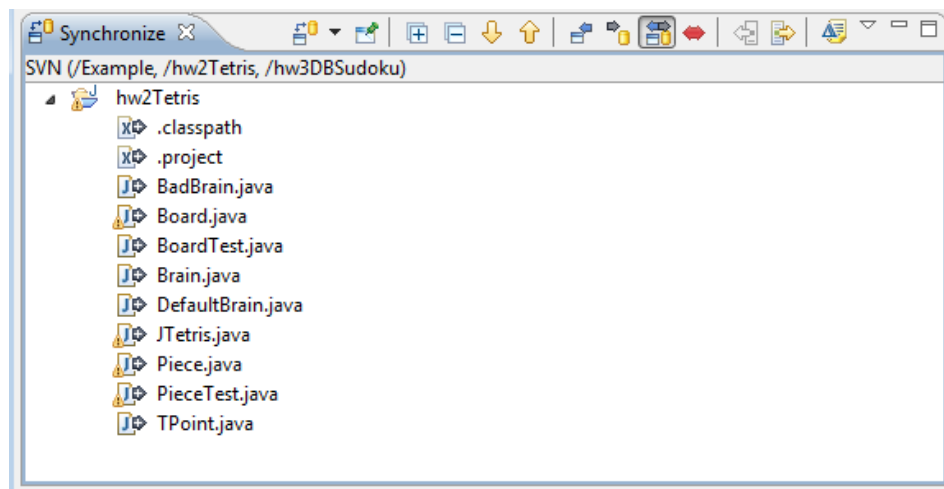 Synchronize
SVN (/Example, /hw2Tetris, /hw3DBSudoku)
hw2Tetris
.classpath
.project
BadBrain.java
Board.java
BoardTest.java
Brain.java
DefaultBrain.java
JTetris.java
Piece.java
PieceTest.java
TPoint.java